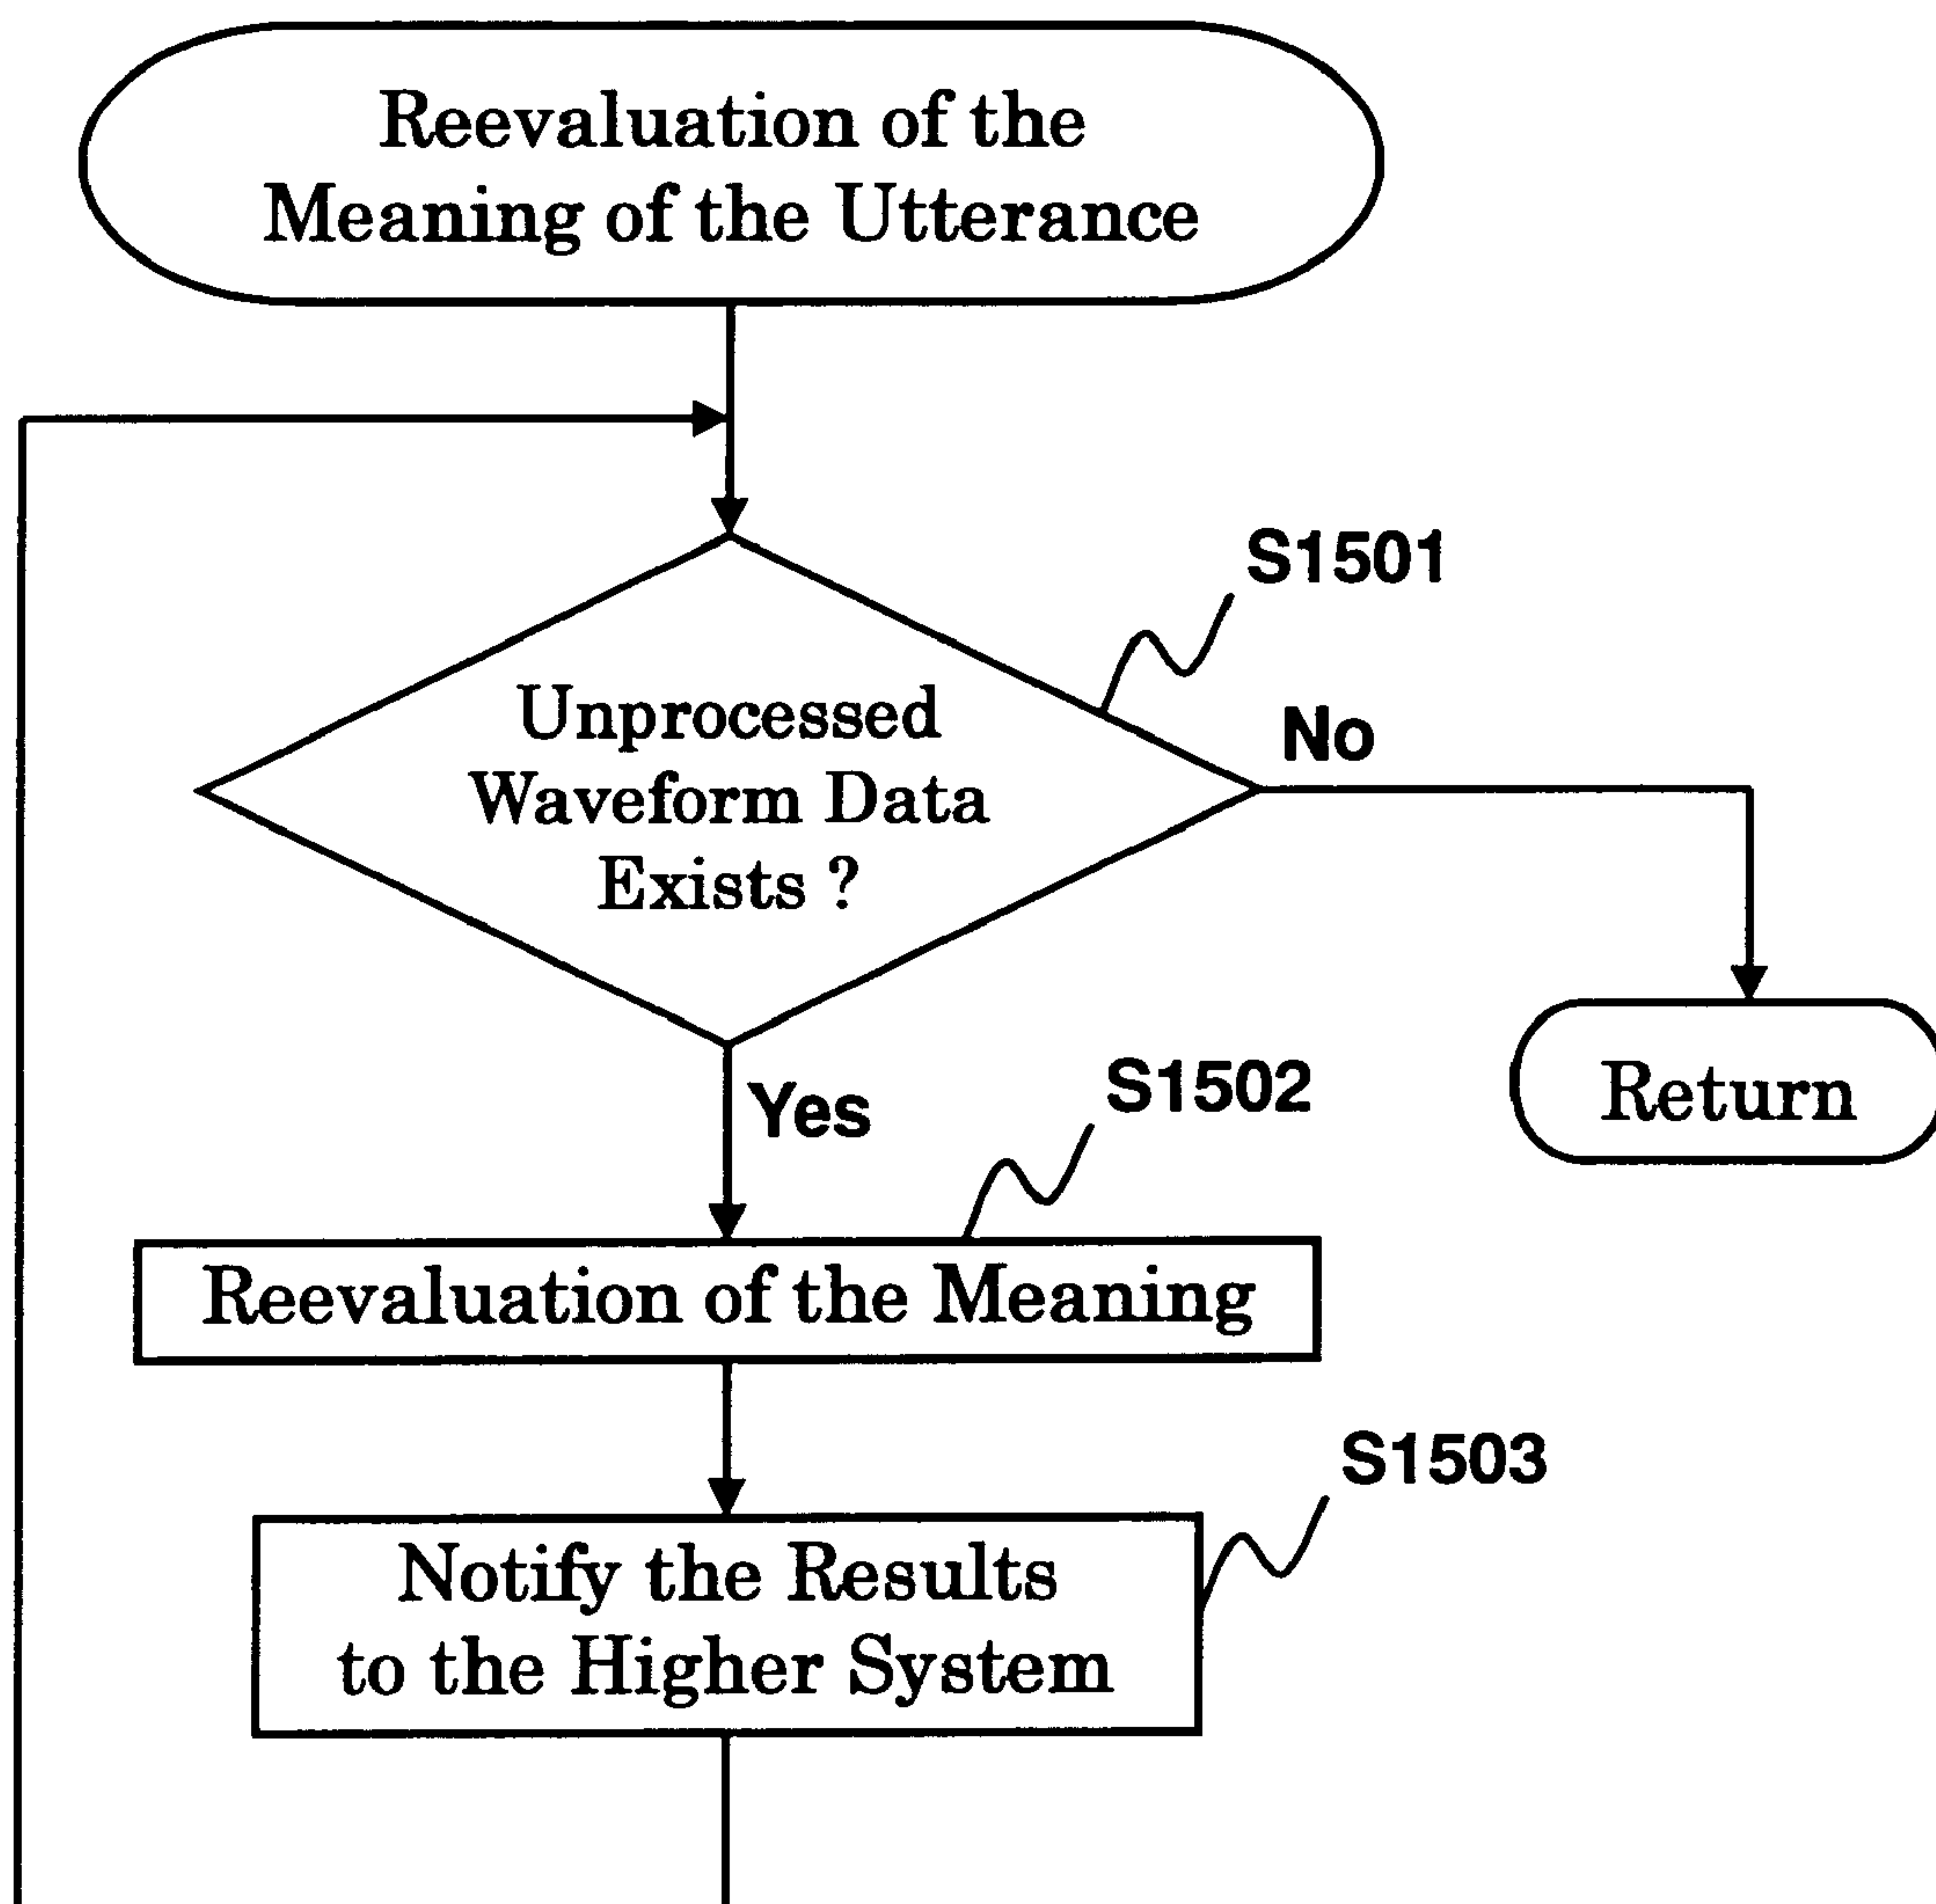 Reevaluation of the
Meaning of the Utterance
S1501
Unprocessed
Waveform Data
Exists ?
No
Return
Yes
S1502
Reevaluation of the Meaning
S1503
Notify the Results
to the Higher System